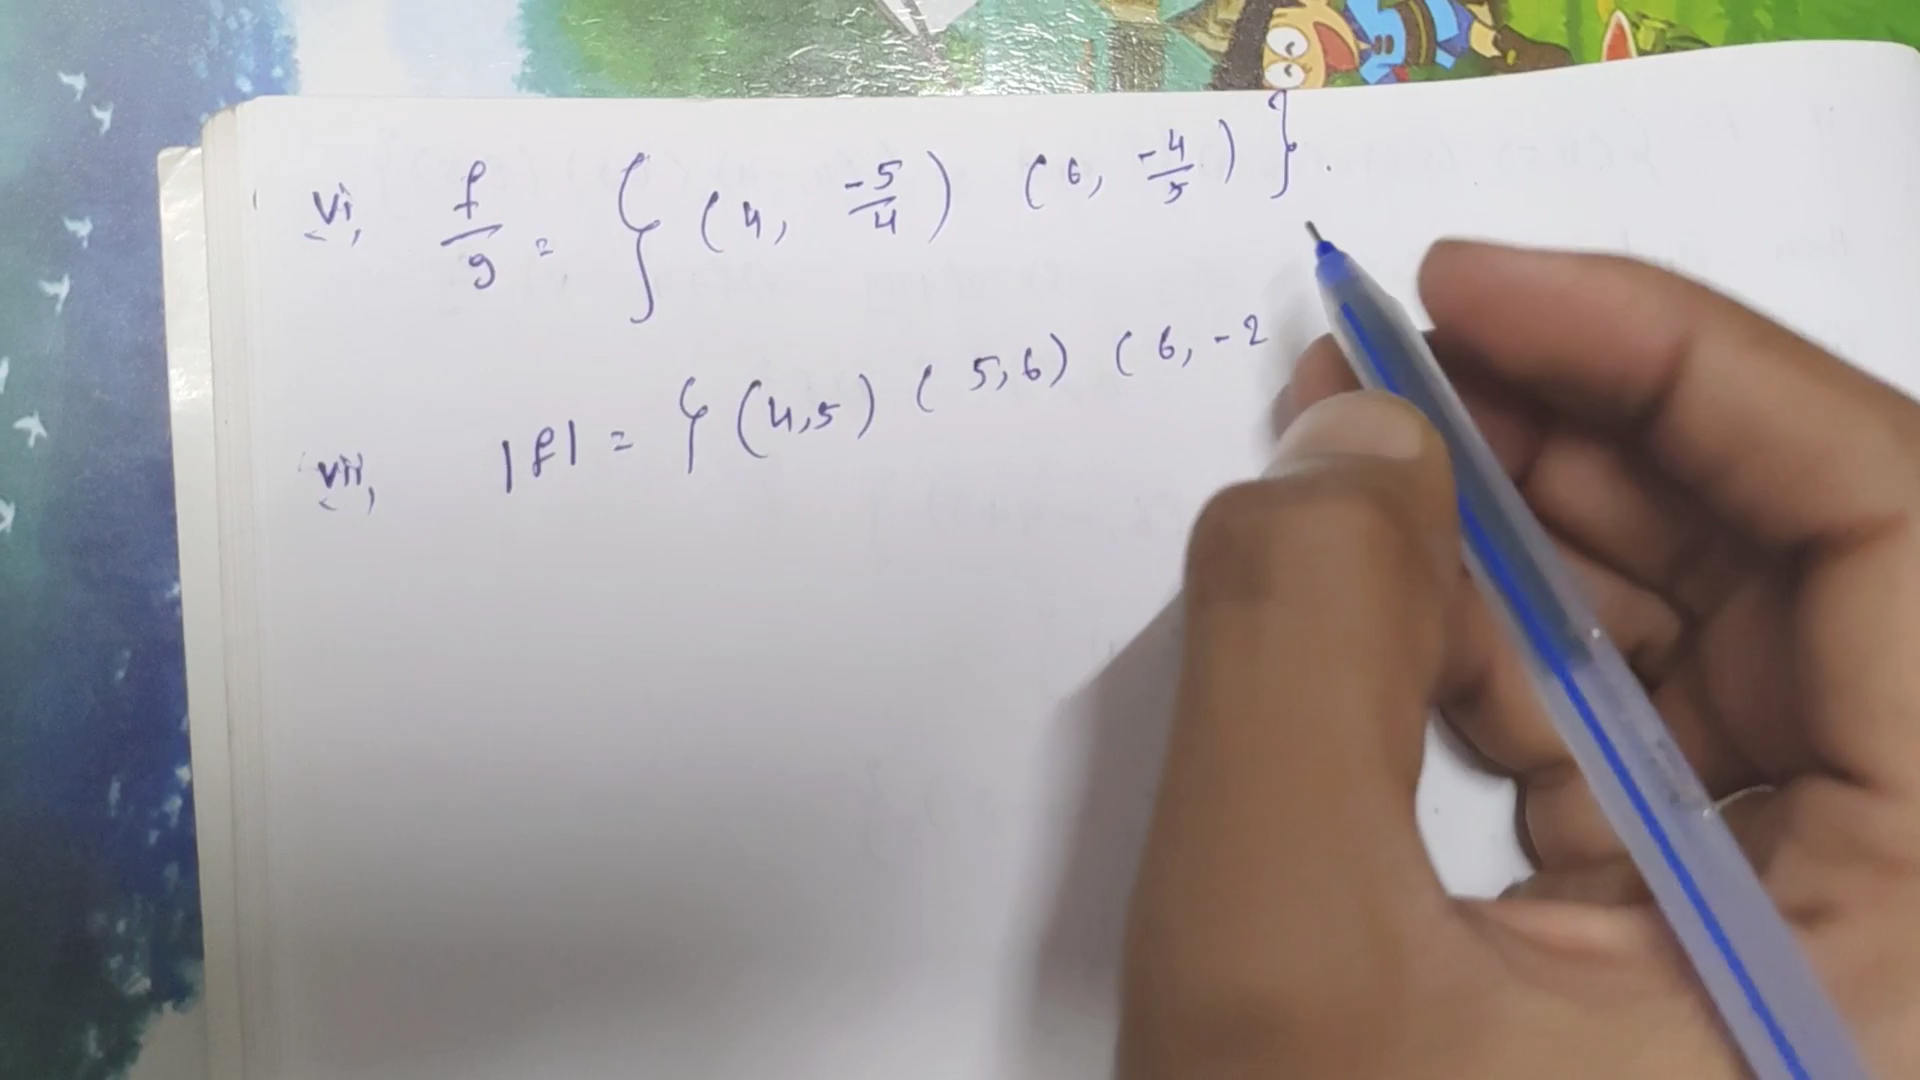 vi, f/g = { (4, -5/4) (6, -4/5) }.
vii, |f| = { (4,5) (5,6) (6, -2